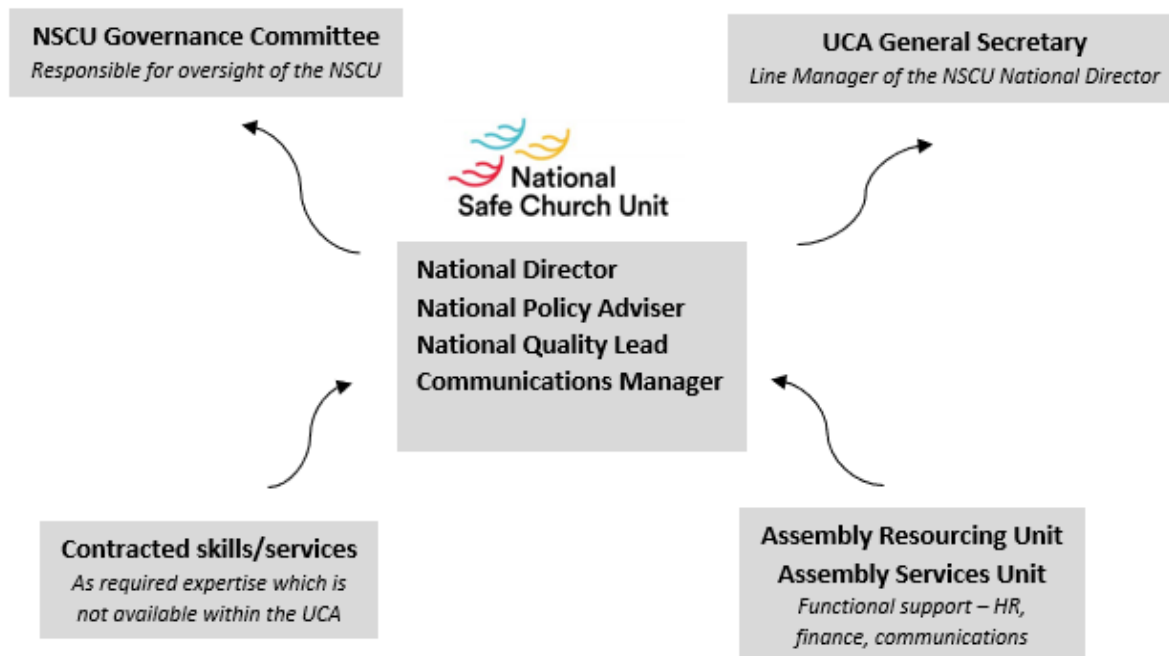 NSCU Governance Committee
Responsible for oversight of the NSCU
UCA General Secretary
Line Manager of the NSCU National Director
National
Safe Church Unit
National Director
National Policy Adviser
National Quality Lead
Communications Manager
Contracted skills/services
As required expertise which is
not available within the UCA
Assembly Resourcing Unit
Assembly Services Unit
Functional support – HR,
finance, communications